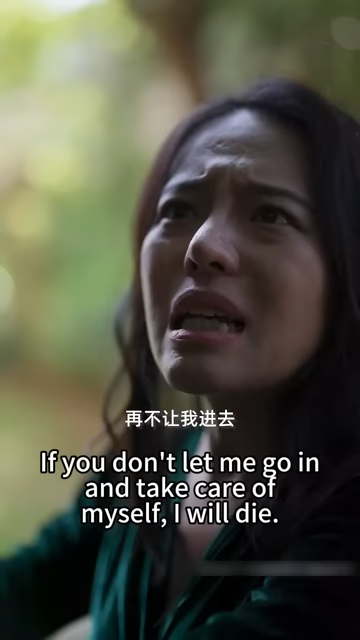 再不让我进去
If you don't let me go in
and take care of
myself, I will die.